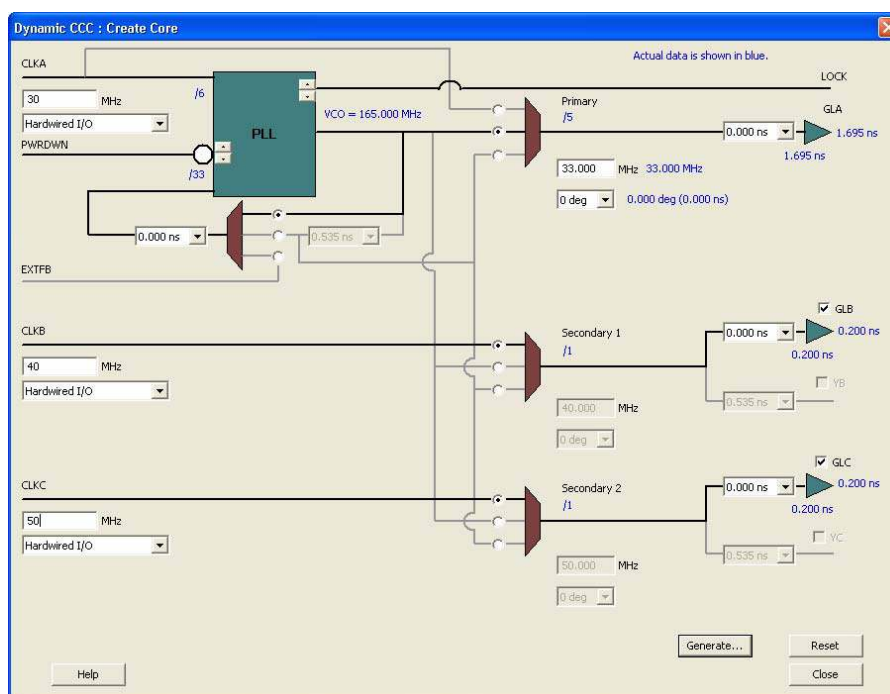 Dynamic CCC : Create Core
Actual data is shown in blue.
CLKA
LOCK
30 MHz
/6
VCO = 165.000 MHz
Primary
/5
GLA
Hardwired I/O
PLL
0.000 ns
1.695 ns
1.695 ns
PWRDWN
/33
33.000 MHz 33.000 MHz
0 deg 0.000 deg (0.000 ns)
0.000 ns
0.535 ns
EXTFB
GLB
CLKB
Secondary 1
/1
0.000 ns
0.200 ns
0.200 ns
40 MHz
Hardwired I/O
YB
40.000 MHz
0.535 ns
0 deg
GLC
CLKC
Secondary 2
/1
0.000 ns
0.200 ns
0.200 ns
50 MHz
Hardwired I/O
YC
50.000 MHz
0.535 ns
0 deg
Generate...
Reset
Help
Close